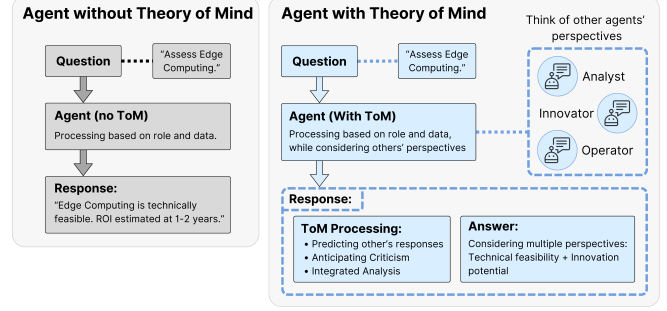 Agent without Theory of Mind
Question
“Assess Edge
Computing.”
Agent (no ToM)
Processing based on role and data.
Response:
“Edge Computing is technically
feasible. ROI estimated at 1-2 years.”
Agent with Theory of Mind
Question
“Assess Edge
Computing.”
Agent (With ToM)
Processing based on role and data,
while considering others’ perspectives
Think of other agents’
perspectives
Analyst
Innovator
Operator
Response:
ToM Processing:
• Predicting other’s responses
• Anticipating Criticism
• Integrated Analysis
Answer:
Considering multiple perspectives:
Technical feasibility + Innovation
potential